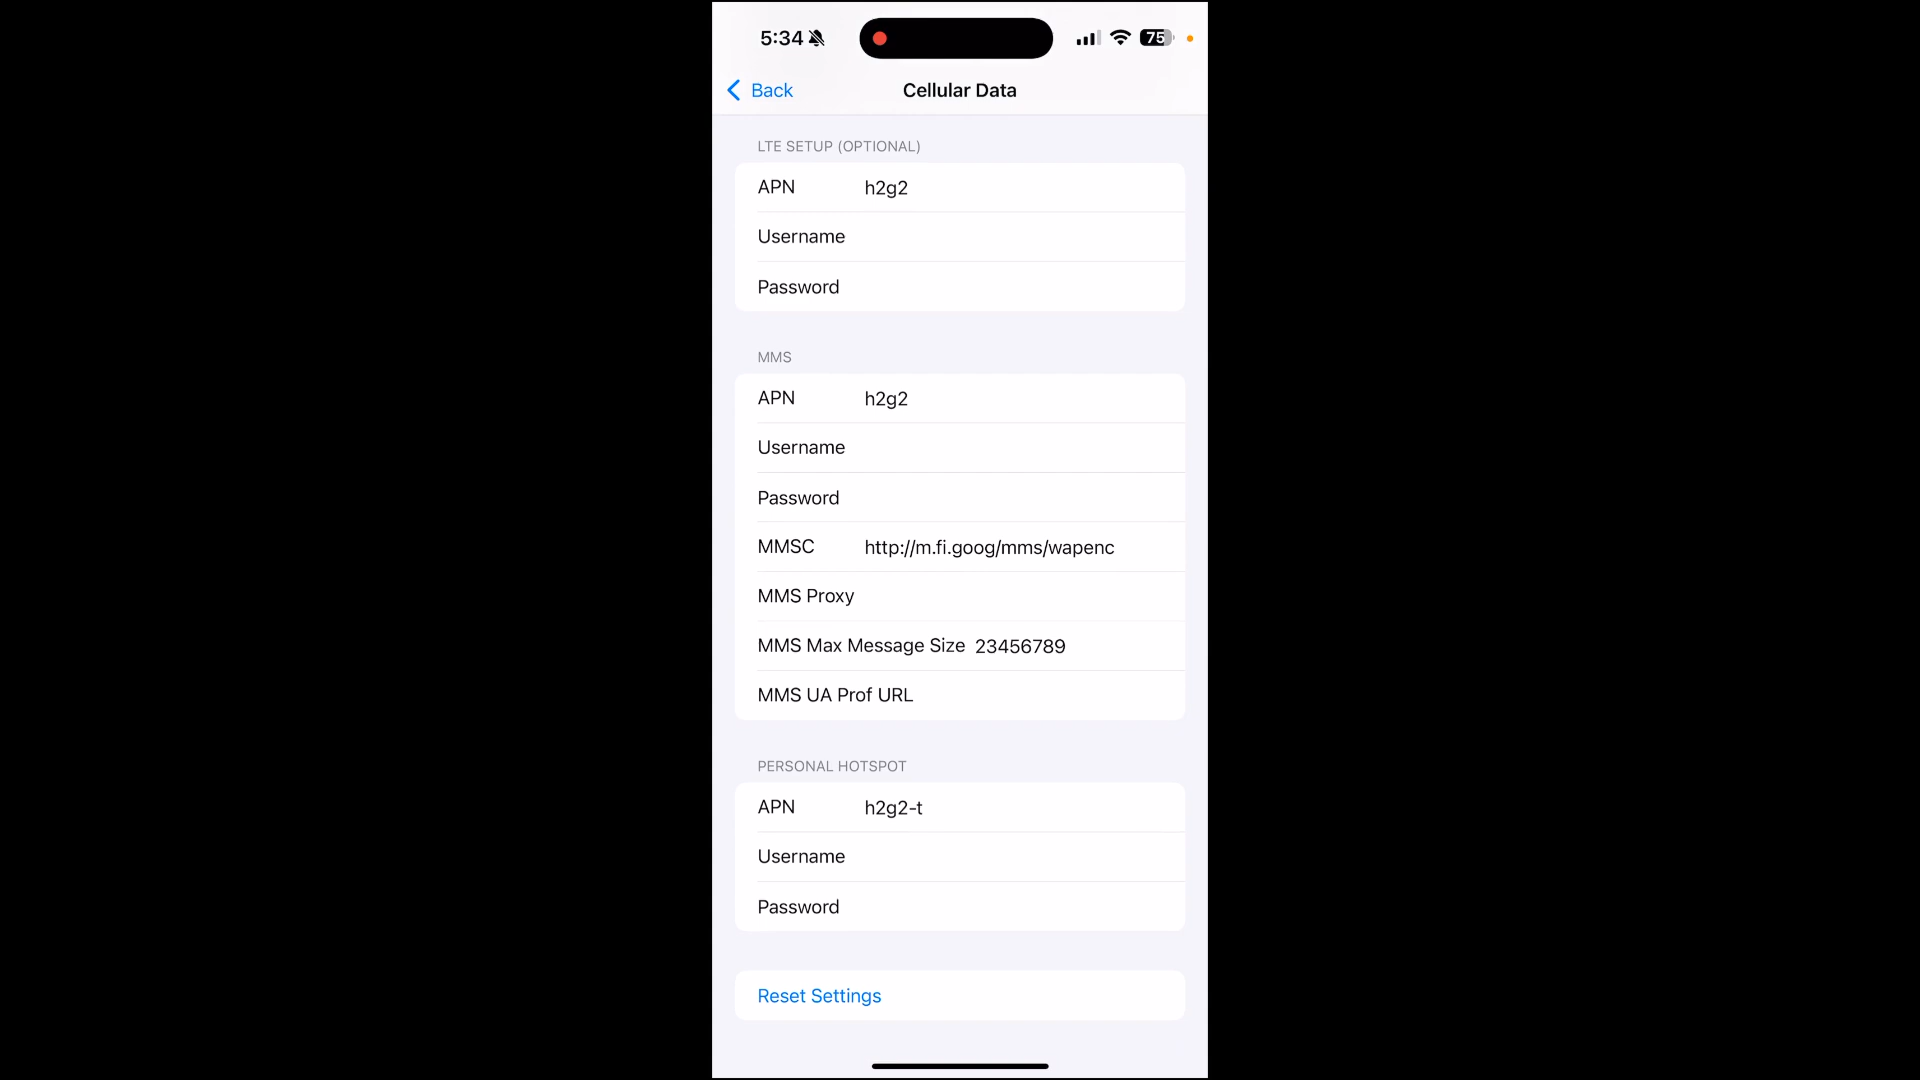 5:34
75
Back
Cellular Data
LTE SETUP (OPTIONAL)
APN h2g2
Username
Password
MMS
APN h2g2
Username
Password
MMSC http://m.fi.goog/mms/wapenc
MMS Proxy
MMS Max Message Size 23456789
MMS UA Prof URL
PERSONAL HOTSPOT
APN h2g2-t
Username
Password
Reset Settings